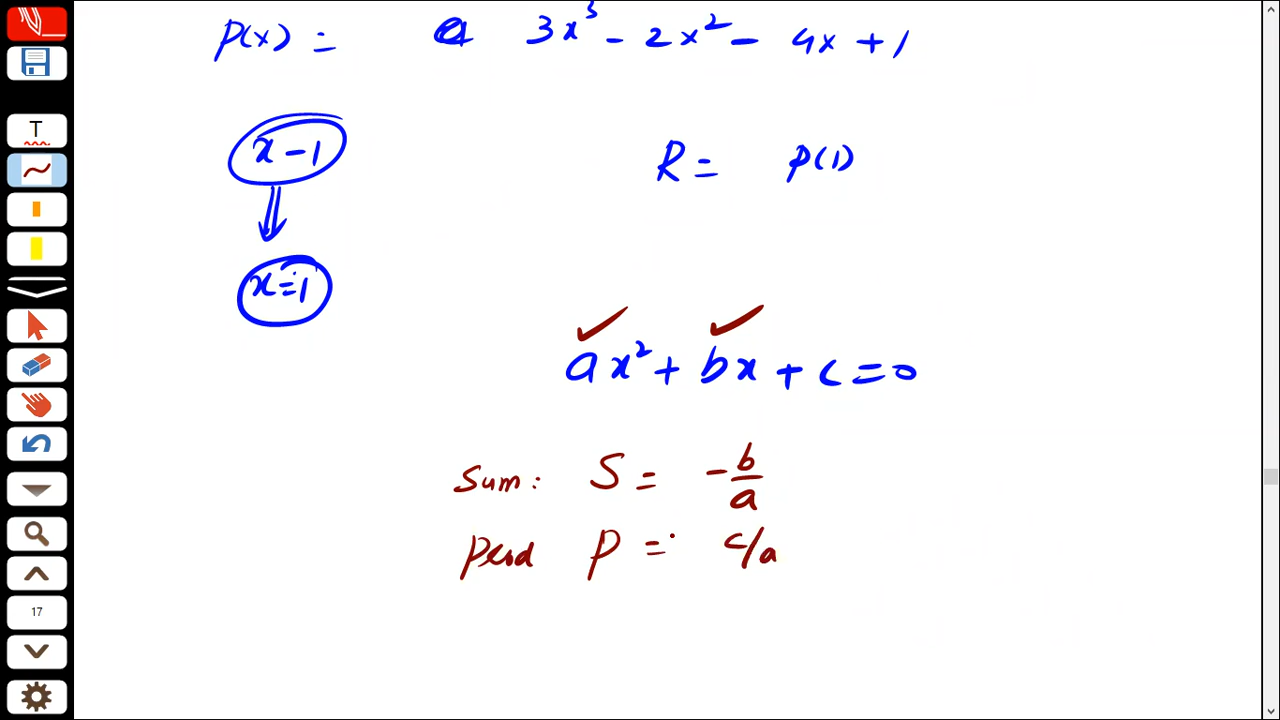 p(x) = 3x³ - 2x² - 4x + 1
x - 1 R = p(1)
x = 1
ax² + bx + c = 0
Sum: S = -b/a
Prod P = c/a
T
17